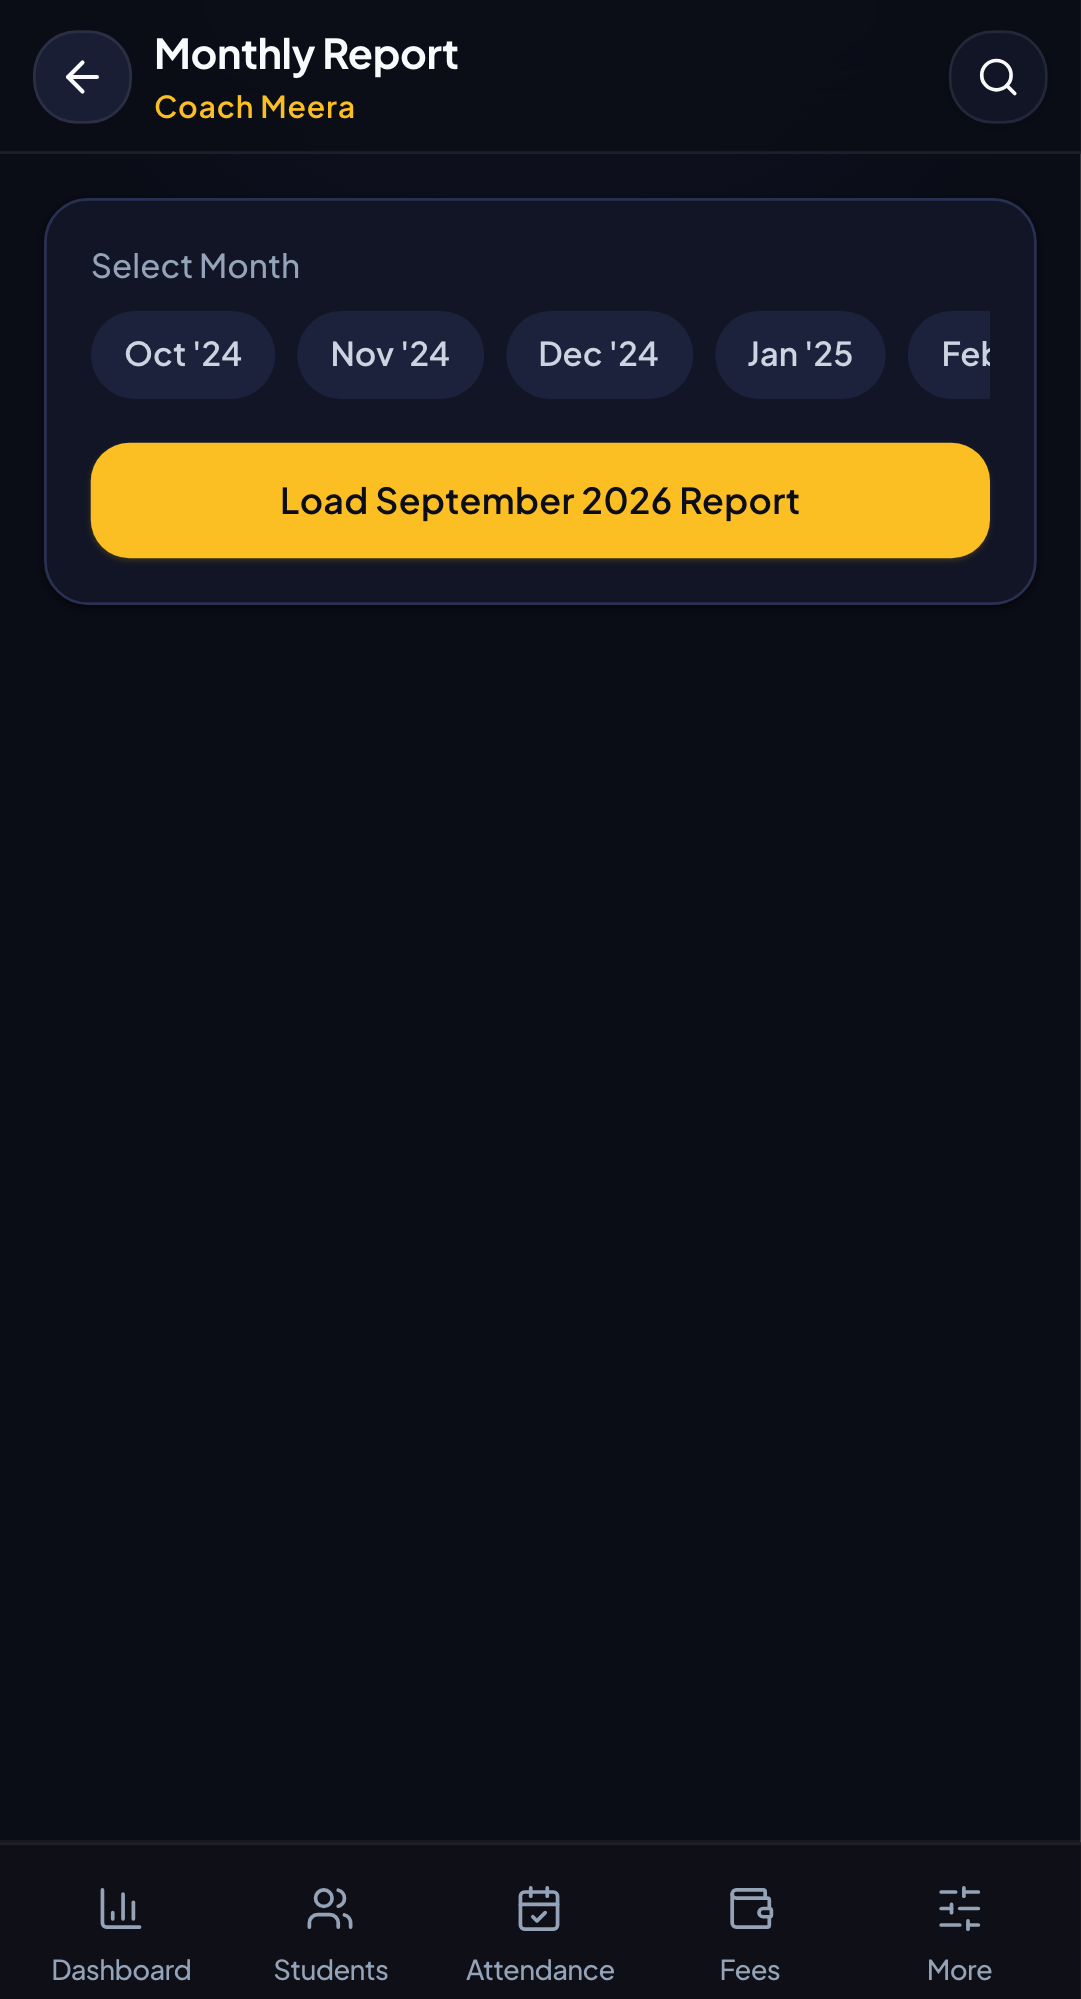 Monthly Report
Coach Meera
Select Month
Oct '24 Nov '24 Dec '24 Jan '25 Feb
Load September 2026 Report
Dashboard Students Attendance Fees More